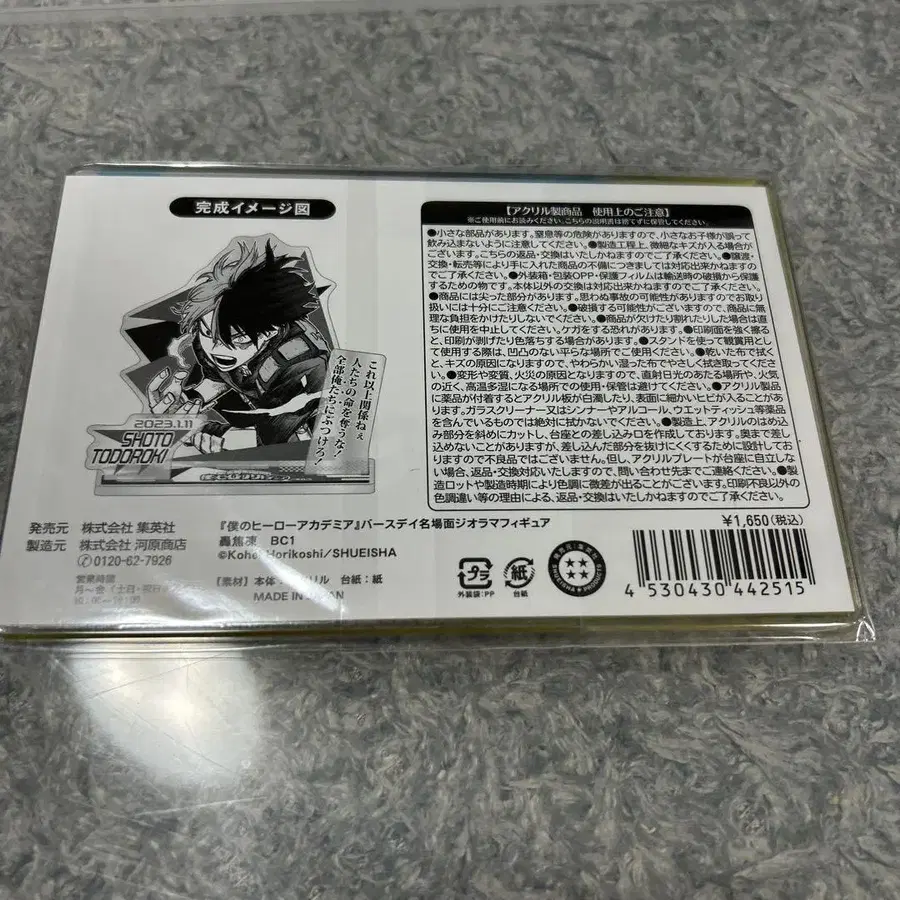 完成イメージ図
これ以上関係ねぇ
人たちの命を奪うな!
全部俺たちにぶつけろ!
2023.1.11
SHOTO
TODOROKI
【アクリル製商品 使用上のご注意】
※ご使用前にお読みください。こちらの説明書は捨てずに保管してください。
●小さな部品があります。窒息等の危険がありますので、小さなお子様が誤って
飲み込まないように注意してください。●製造工程上、微細なキズが入る場合が
ございます。こちらの返品・交換はいたしかねますのでご了承ください。●譲渡・
交換・転売等により手に入れた商品の不備につきましては対応出来かねますの
でご了承ください。●外装箱・包装OPP・保護フィルムは輸送時の破損から保護
するための物です。本体以外の交換は対応出来かねますのでご了承ください。
●商品には尖った部分があります。思わぬ事故の可能性がありますのでお取り
扱いには十分にご注意ください。●破損する可能性がございますので、商品に無
理な負担をかけたりしないでください。●商品が欠けたり割れたりした場合は直
ちに使用を中止してください。ケガをする恐れがあります。●印刷面を強く擦る
と、印刷が剥げたり色落ちする場合があります。●スタンドを使って観賞用とし
て使用する際は、凹凸のない平らな場所でご使用ください。●乾いた布で拭く
と、キズの原因になりますので、やわらかい湿った布でやさしく拭き取ってくださ
い。●変形や変質、火災の原因となりますので、直射日光のあたる場所や、火気
の近く、高温多湿になる場所での使用・保管は避けてください。●アクリル製品
に薬品が付着するとアクリル板が白濁したり、表面に細かいヒビが入ることが
あります。ガラスクリーナー又はシンナーやアルコール、ウエットティッシュ等薬品
を含んでいるものでは絶対に拭かないでください。●製造上、アクリルのはめ込
み部分を斜めにカットし、台座との差し込み口を作成しております。奥まで差し
込めないことがありますが、差し込んだ部分を抜けにくくするために設計してお
りますので不良品ではございません。但し、アクリルプレートが台座に自立しな
い場合、返品・交換対応いたしますので、問い合わせ先までご連絡ください。●製
造ロットや製造時期により色調に微差が出ることがございます。印刷不良以外の
色調違い等の理由による、返品・交換はいたしかねますのでご了承ください。
¥1,650(税込)
発売元 株式会社 集英社
製造元 株式会社 河原商店
0120-62-7926
営業時間
『僕のヒーローアカデミア』バースデイ名場面ジオラマフィギュア
轟焦凍 BC1
©Kohei Horikoshi/SHUEISHA
【素材】本体:アクリル 台紙:紙
MADE IN JAPAN
プラ
外装袋:PP
紙
台紙
4 530430 442515